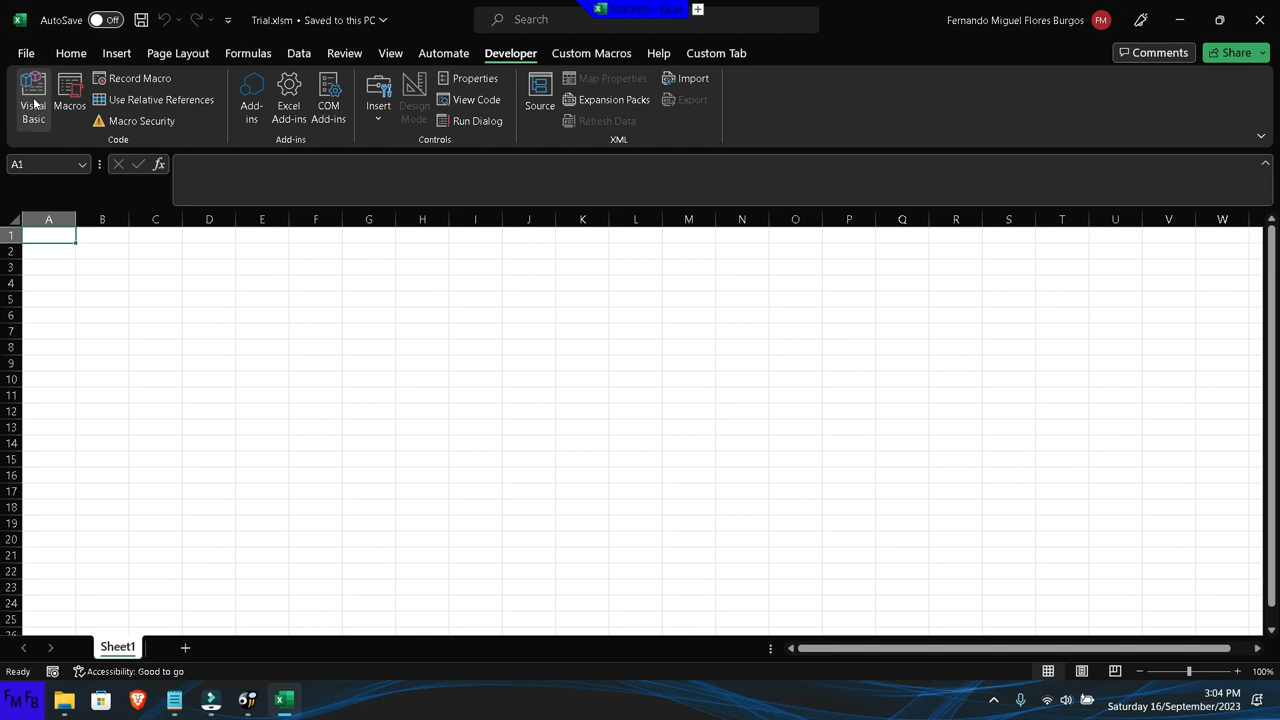 AutoSave Off Trial.xlsm • Saved to this PC Search Fernando Miguel Flores Burgos FM
File Home Insert Page Layout Formulas Data Review View Automate Developer Custom Macros Help Custom Tab Comments Share
Visual Basic Macros Record Macro Use Relative References Macro Security Code
Add-ins Excel Add-ins COM Add-ins Add-ins
Insert Design Mode Properties View Code Run Dialog Controls
Source Map Properties Expansion Packs Refresh Data Import Export XML
A1 fx
A B C D E F G H I J K L M N O P Q R S T U V W
1
2
3
4
5
6
7
8
9
10
11
12
13
14
15
16
17
18
19
20
21
22
23
24
25
Sheet1
Ready Accessibility: Good to go 100%
FM FB 3:04 PM
Saturday 16/September/2023